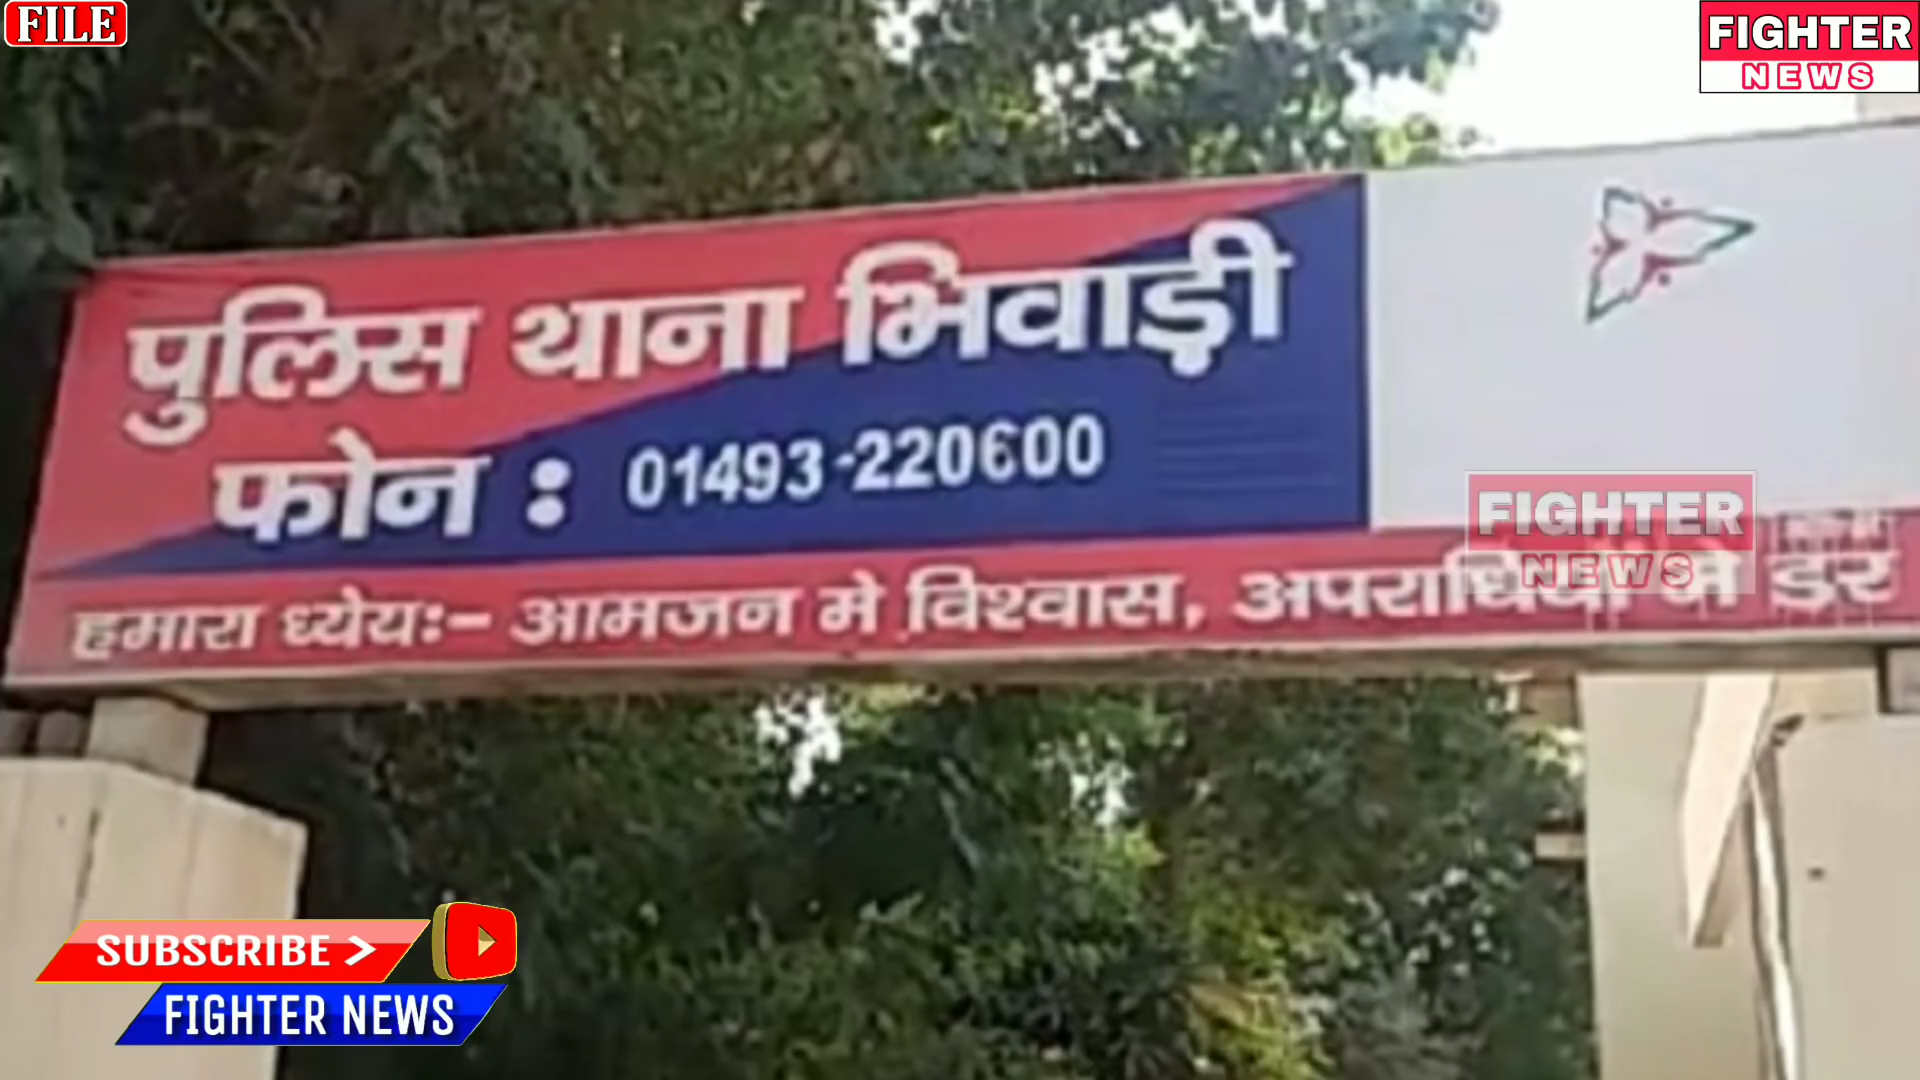 FILE
FIGHTER
NEWS
पुलिस थाना भिवाड़ी
फोन : 01493-220600
हमारा ध्येयः- आमजन मे विश्वास, अपराधियों मे डर
FIGHTER
NEWS
SUBSCRIBE >
FIGHTER NEWS